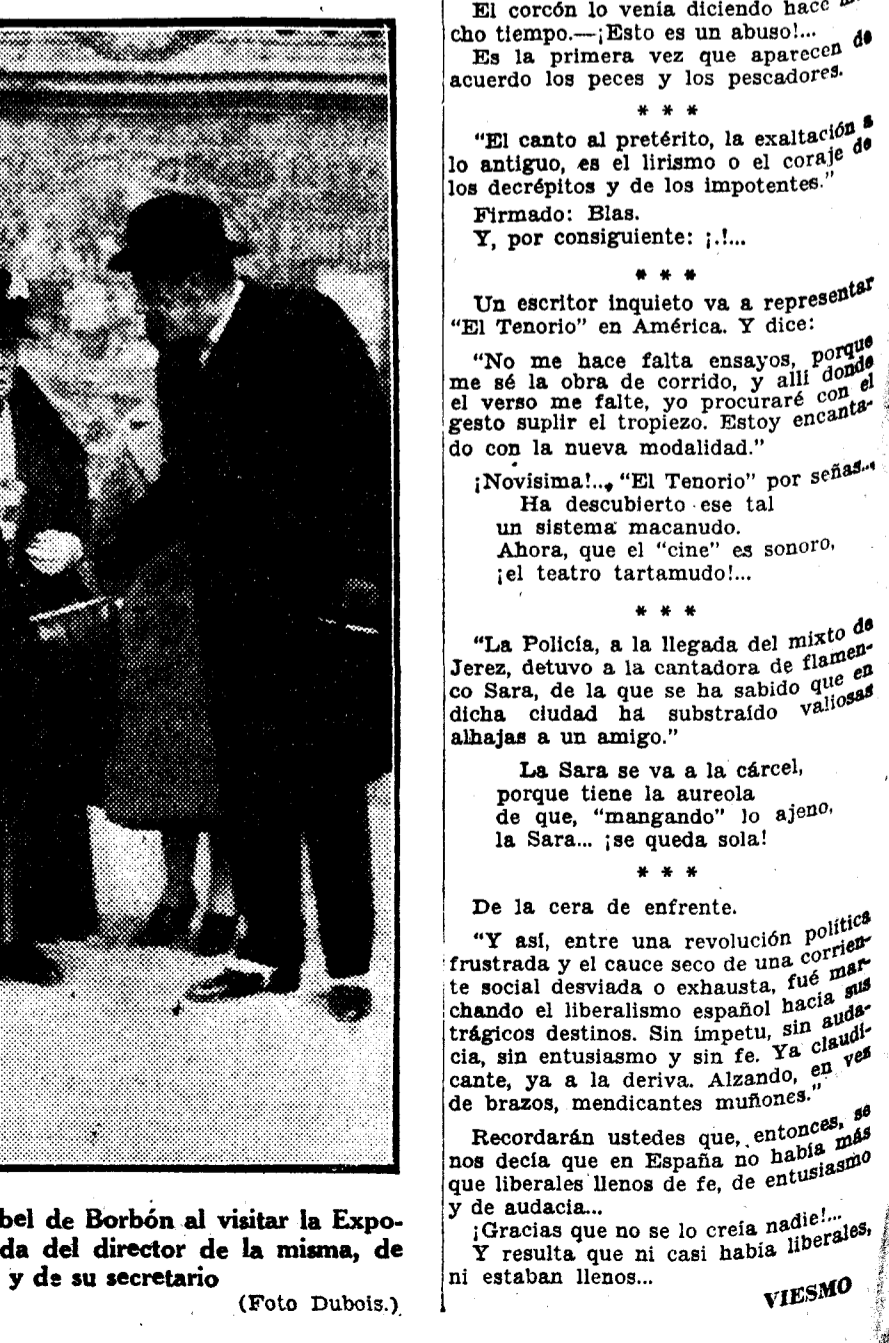 El corcón lo venía diciendo hace
cho tiempo.—¡Esto es un abuso!...
Es la primera vez que aparecen de
acuerdo los peces y los pescadores.
* * *
"El canto al pretérito, la exaltación a
lo antiguo, es el lirismo o el coraje de
los decrépitos y de los impotentes."
Firmado: Blas.
Y, por consiguiente: ¡.!...
* * *
Un escritor inquieto va a representar
"El Tenorio" en América. Y dice:
"No me hace falta ensayos, porque
me sé la obra de corrido, y allí donde
el verso me falte, yo procuraré con el
gesto suplir el tropiezo. Estoy encanta-
do con la nueva modalidad."
¡Novísima!... "El Tenorio" por señas...
Ha descubierto ese tal
un sistema macanudo.
Ahora, que el "cine" es sonoro,
¡el teatro tartamudo!...
* * *
"La Policía, a la llegada del mixto de
Jerez, detuvo a la cantadora de flamen-
co Sara, de la que se ha sabido que en
dicha ciudad ha substraído valiosas
alhajas a un amigo."
La Sara se va a la cárcel,
porque tiene la aureola
de que, "mangando" lo ajeno,
la Sara... ¡se queda sola!
* * *
De la cera de enfrente.
"Y así, entre una revolución política
frustrada y el cauce seco de una corrien-
te social desviada o exhausta, fué mar-
chando el liberalismo español hacia sus
trágicos destinos. Sin ímpetu, sin auda-
cia, sin entusiasmo y sin fe. Ya claudi-
cante, ya a la deriva. Alzando, en vez
de brazos, mendicantes muñones."
Recordarán ustedes que, entonces, se
nos decía que en España no había más
que liberales llenos de fe, de entusiasmo
y de audacia...
¡Gracias que no se lo creía nadie!...
Y resulta que ni casi había liberales,
ni estaban llenos...
VIESMO
bel de Borbón al visitar la Expo-
da del director de la misma, de
y de su secretario
(Foto Dubois.)